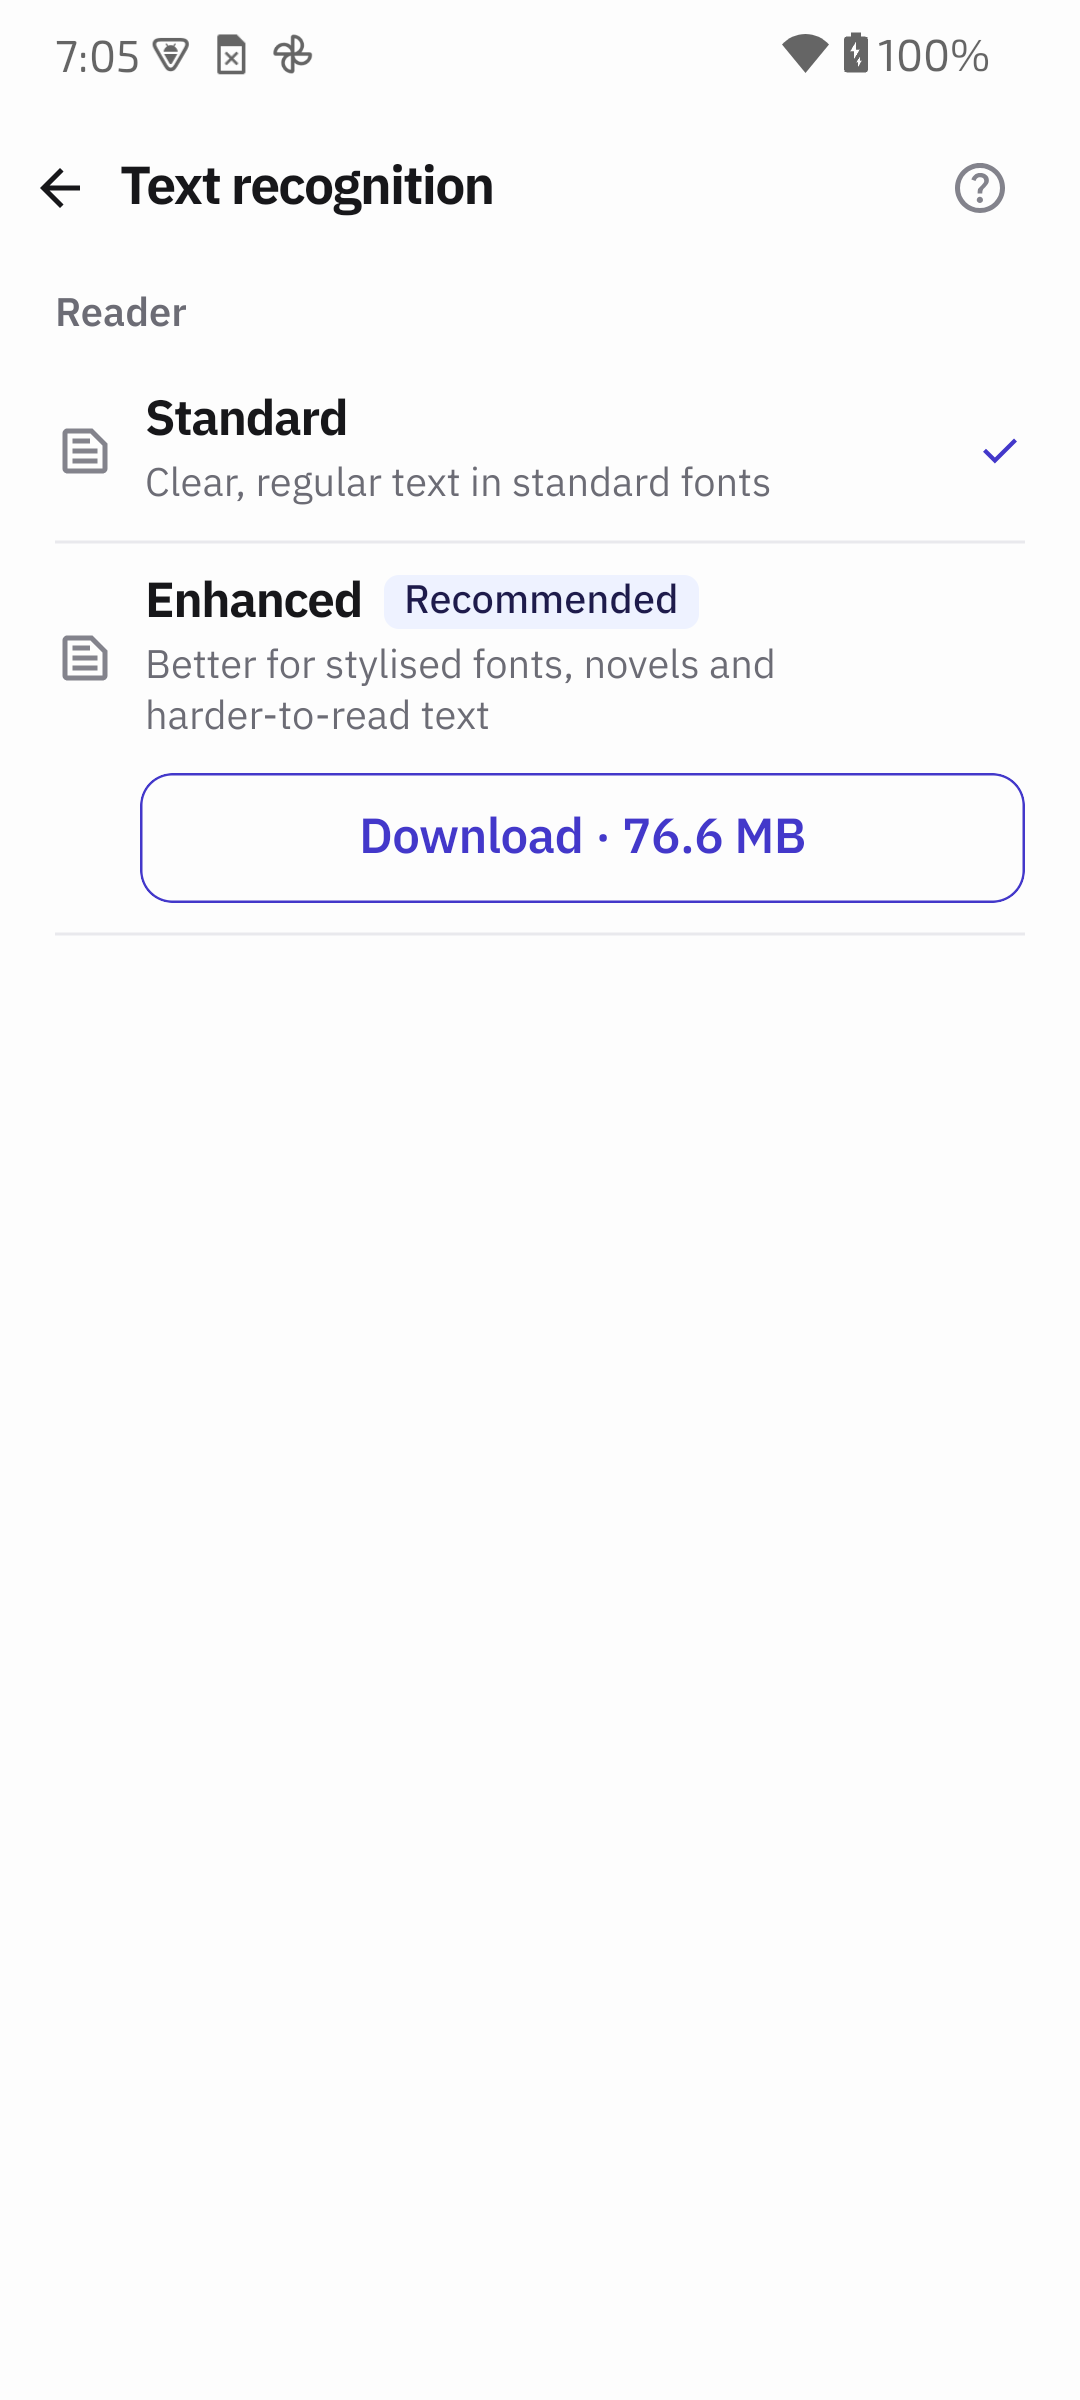 7:05
100%
Text recognition
Reader
Standard
Clear, regular text in standard fonts
Enhanced Recommended
Better for stylised fonts, novels and
harder-to-read text
Download · 76.6 MB